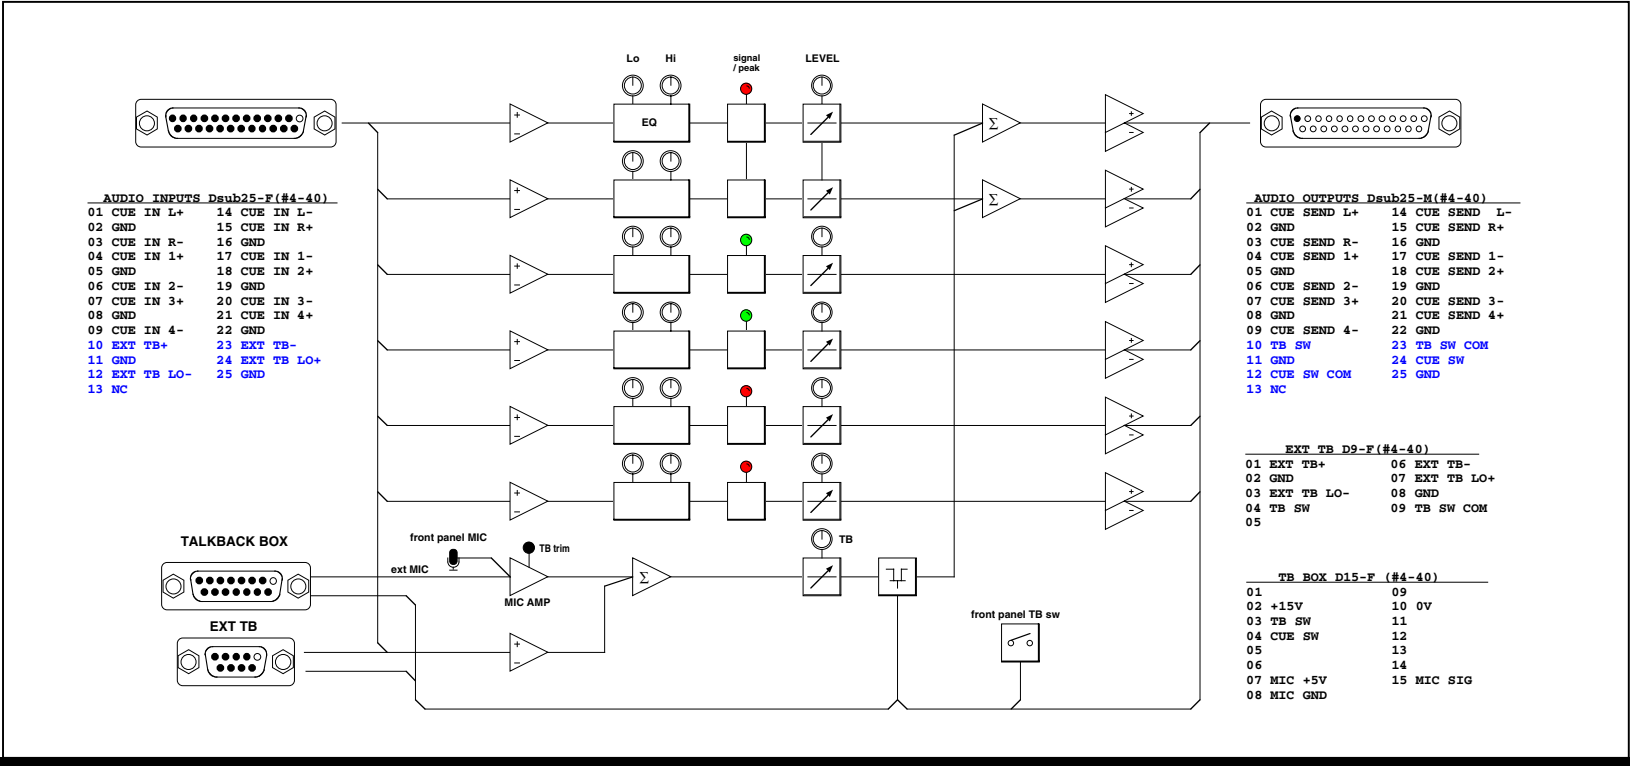 Lo Hi signal LEVEL
/ peak
EQ
+
−
Σ
+
−
+
−
Σ
+
−
+
−
+
−
+
−
+
−
+
−
+
−
+
−
+
−
AUDIO INPUTS Dsub25-F(#4-40)
01 CUE IN L+ 14 CUE IN L-
02 GND 15 CUE IN R+
03 CUE IN R- 16 GND
04 CUE IN 1+ 17 CUE IN 1-
05 GND 18 CUE IN 2+
06 CUE IN 2- 19 GND
07 CUE IN 3+ 20 CUE IN 3-
08 GND 21 CUE IN 4+
09 CUE IN 4- 22 GND
10 EXT TB+ 23 EXT TB-
11 GND 24 EXT TB LO+
12 EXT TB LO- 25 GND
13 NC
AUDIO OUTPUTS Dsub25-M(#4-40)
01 CUE SEND L+ 14 CUE SEND L-
02 GND 15 CUE SEND R+
03 CUE SEND R- 16 GND
04 CUE SEND 1+ 17 CUE SEND 1-
05 GND 18 CUE SEND 2+
06 CUE SEND 2- 19 GND
07 CUE SEND 3+ 20 CUE SEND 3-
08 GND 21 CUE SEND 4+
09 CUE SEND 4- 22 GND
10 TB SW 23 TB SW COM
11 GND 24 CUE SW
12 CUE SW COM 25 GND
13 NC
EXT TB D9-F(#4-40)
01 EXT TB+ 06 EXT TB-
02 GND 07 EXT TB LO+
03 EXT TB LO- 08 GND
04 TB SW 09 TB SW COM
05
TALKBACK BOX
front panel MIC
TB trim
TB
ext MIC
+
−
Σ
MIC AMP
EXT TB
+
−
front panel TB sw
TB BOX D15-F (#4-40)
01 09
02 +15V 10 0V
03 TB SW 11
04 CUE SW 12
05 13
06 14
07 MIC +5V 15 MIC SIG
08 MIC GND